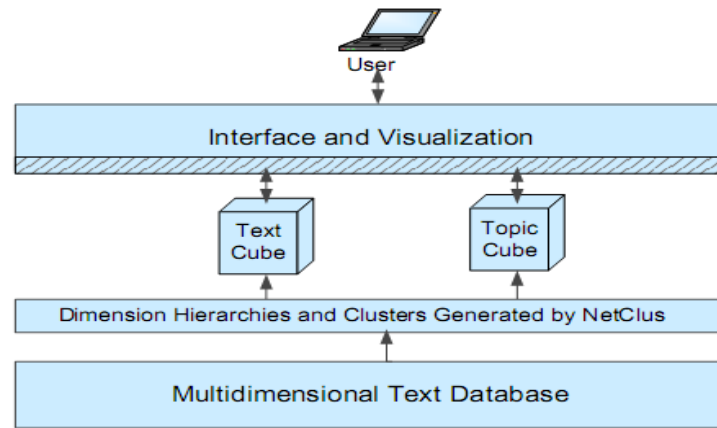 User
Interface and Visualization
Text
Cube
Topic
Cube
Dimension Hierarchies and Clusters Generated by NetClus
Multidimensional Text Database